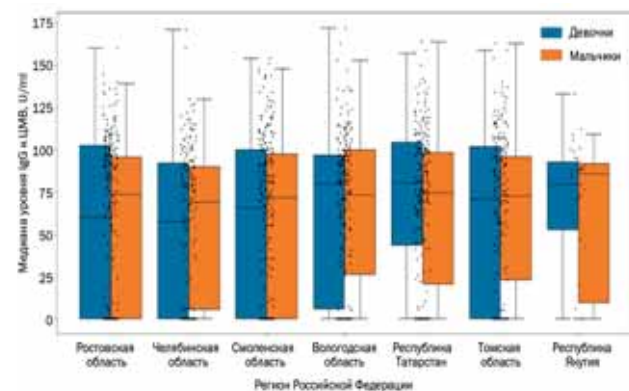 Медиана уровня IgG к ЦМВ, U/ml
175
150
125
100
75
50
25
0
Девочки
Мальчики
Ростовская
область
Челябинская
область
Смоленская
область
Вологодская
область
Республика
Татарстан
Томская
область
Республика
Якутия
Регион Российской Федерации